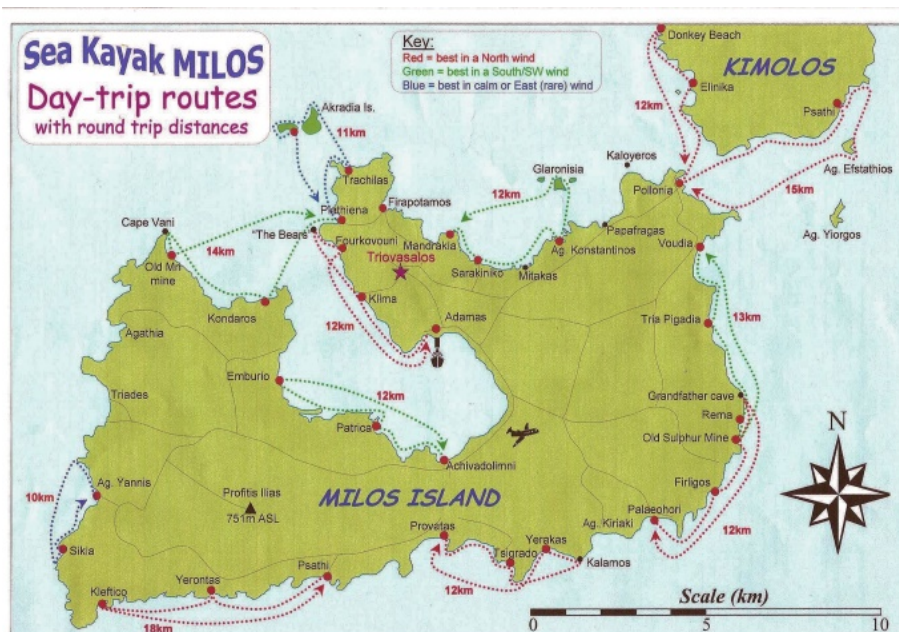 Sea Kayak MILOS
Day-trip routes
with round trip distances
Key:
Red = best in a North wind
Green = best in a South/SW wind
Blue = best in calm or East (rare) wind
Donkey Beach
KIMOLOS
Elinika
12km
Psathi
Akradia Is.
11km
Kaloyeros
Glaronisia
Trachilas
Pollonia
Ag. Efstathios
15km
12km
Plathiena
Firapotamos
Cape Vani
"The Bears"
Papafragas
Ag. Yiorgos
Fourkovouni
Mandrakia
Ag. Konstantinos
Voudia
14km
Triovasalos
Old Mn
mine
Sarakiniko
Mitakas
Klima
Kondaros
Adamas
Tria Pigadia
13km
Agathia
12km
Emburio
12km
Triades
Grandfather cave
Rema
Patrica
Old Sulphur Mine
N
Achivadolimni
Ag. Yannis
10km
Profitis Ilias
751m ASL
MILOS ISLAND
Firligos
Palaeohori
Provatas
Ag. Kiriaki
12km
Sikia
Yerakas
Tsigrado
Psathi
Kalamos
Yerontas
Kleftico
12km
18km
Scale (km)
0
5
10